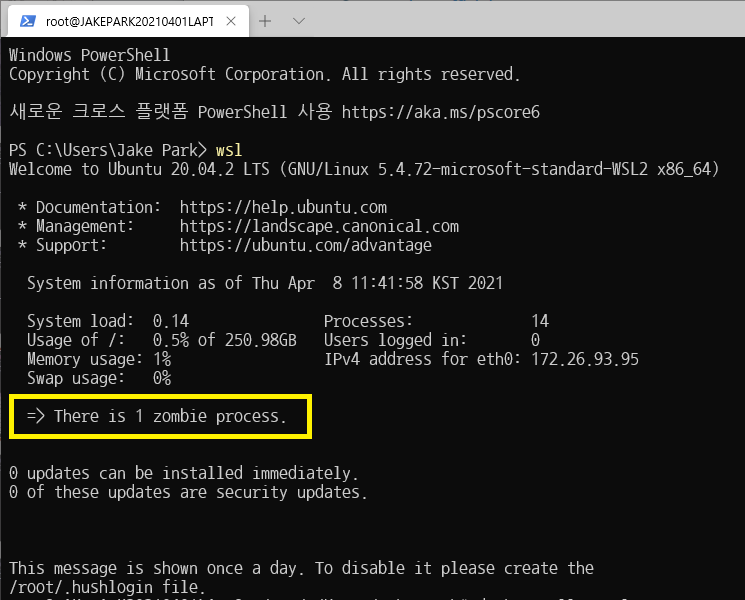 root@JAKEPARK20210401LAPT
Windows PowerShell
Copyright (C) Microsoft Corporation. All rights reserved.
새로운 크로스 플랫폼 PowerShell 사용 https://aka.ms/pscore6
PS C:\Users\Jake Park> wsl
Welcome to Ubuntu 20.04.2 LTS (GNU/Linux 5.4.72-microsoft-standard-WSL2 x86_64)
* Documentation:  https://help.ubuntu.com
* Management:     https://landscape.canonical.com
* Support:        https://ubuntu.com/advantage
System information as of Thu Apr  8 11:41:58 KST 2021
System load:  0.14               Processes:             14
Usage of /:   0.5% of 250.98GB   Users logged in:       0
Memory usage: 1%                 IPv4 address for eth0: 172.26.93.95
Swap usage:   0%
=> There is 1 zombie process.
0 updates can be installed immediately.
0 of these updates are security updates.
This message is shown once a day. To disable it please create the
/root/.hushlogin file.